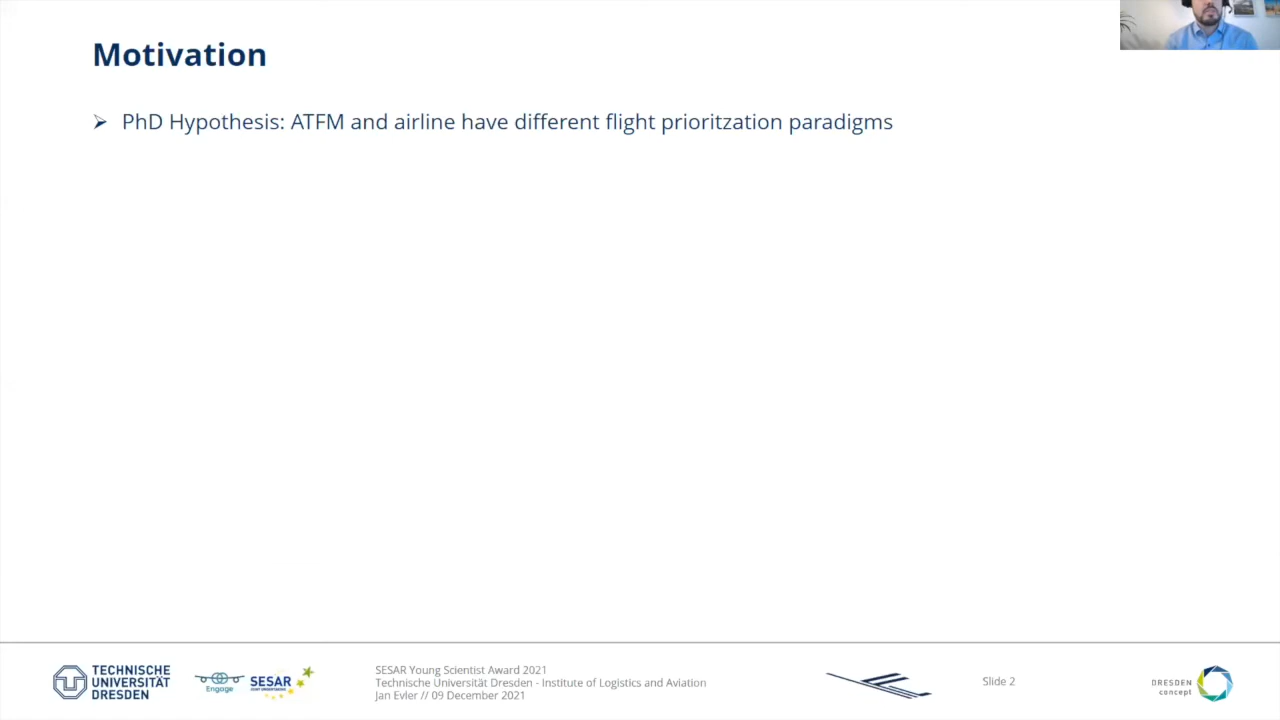 Motivation
PhD Hypothesis: ATFM and airline have different flight prioritzation paradigms
TECHNISCHE
UNIVERSITÄT
DRESDEN
Engage
SESAR
SESAR Young Scientist Award 2021
Technische Universität Dresden - Institute of Logistics and Aviation
Jan Evler // 09 December 2021
Slide 2
DRESDEN
concept